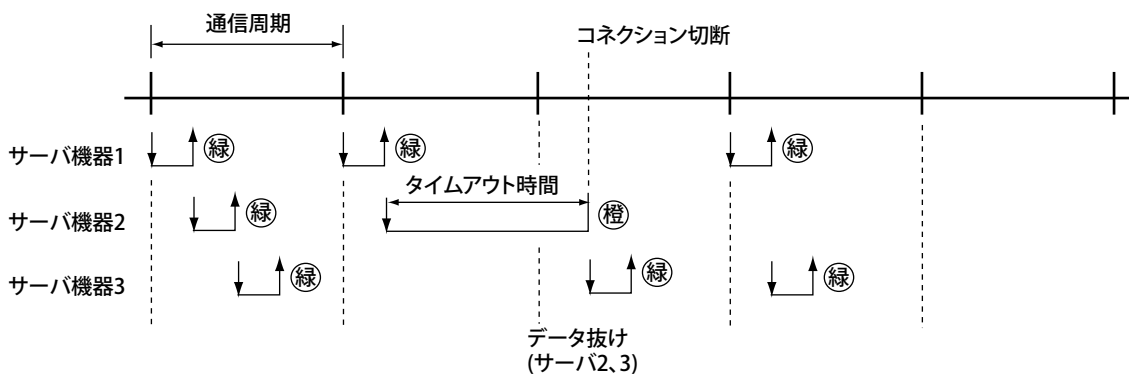 通信周期
コネクション切断
サーバ機器1
緑
緑
緑
タイムアウト時間
サーバ機器2
緑
橙
サーバ機器3
緑
緑
緑
データ抜け
(サーバ2、3)